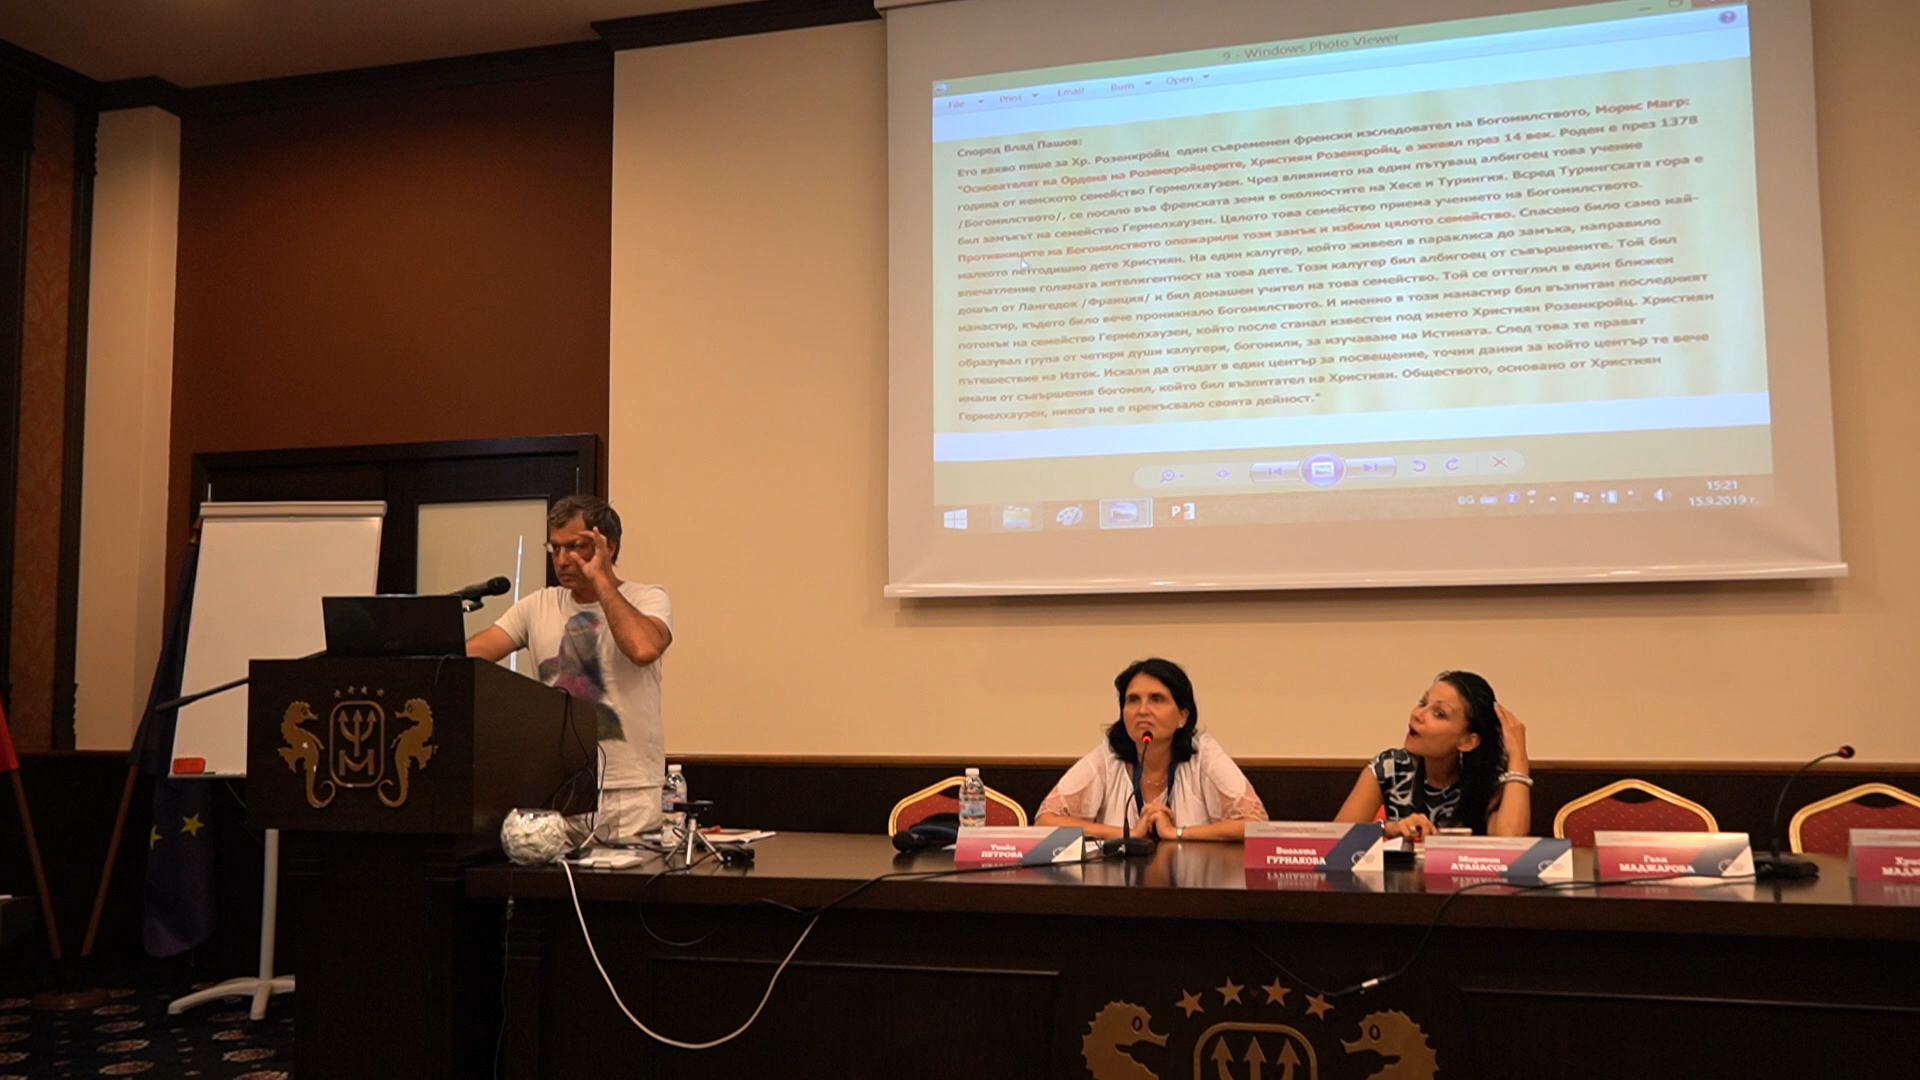 9 - Windows Photo Viewer
File Print Email Burn Open
Според Влад Пашов:
Ето какво пише за Хр. Розенкройц един съвременен френски изследовател на Богомилството, Морис Магр:
"Основателят на Ордена на Розенкройцерите, Християн Розенкройц, е живял през 14 век. Роден е през 1378
година от немското семейство Гермелхаузен. Чрез влиянието на един пътуващ албигоец това учение
/Богомилството/, се посяло във френската земя в околностите на Хесе и Турингия. Всред Турингската гора е
бил замъкът на семейство Гермелхаузен. Цялото това семейство приема учението на Богомилството.
Противниците на Богомилството опожарили този замък и избили цялото семейство. Спасено било само най-
малкото петгодишно дете Християн. На един калугер, който живеел в параклиса до замъка, направило
впечатление голямата интелигентност на това дете. Този калугер бил албигоец от съвършените. Той бил
дошъл от Лангедок /Франция/ и бил домашен учител на това семейство. Той се оттеглил в един ближен
манастир, където било вече проникнало Богомилството. И именно в този манастир бил възпитан последният
потомък на семейство Гермелхаузен, който после станал известен под името Християн Розенкройц. Християн
образувал група от четири души калугери, богомили, за изучаване на Истината. След това те правят
пътешествие на Изток. Искали да отидат в един център за посвещение, точни данни за който център те вече
имали от съвършения богомил, който бил възпитател на Християн. Обществото, основано от Християн
Гермелхаузен, никога не е прекъсвало своята дейност."
BG
15:21
15.9.2019 г.
M
Тинка
ПЕТРОВА
Виолета
ГУРНАКОВА
Мартин
АТАНАСОВ
Галя
МАДЖАРОВА